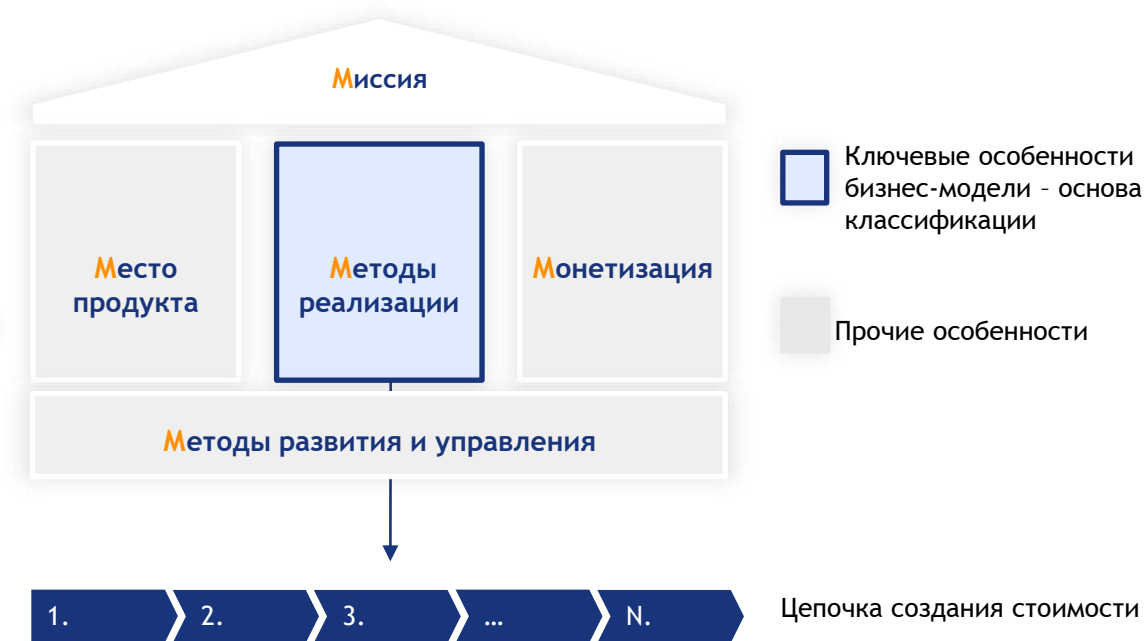 Миссия
Место
продукта
Методы
реализации
Монетизация
Методы развития и управления
Ключевые особенности
бизнес-модели – основа
классификации
Прочие особенности
1.
2.
3.
…
N.
Цепочка создания стоимости